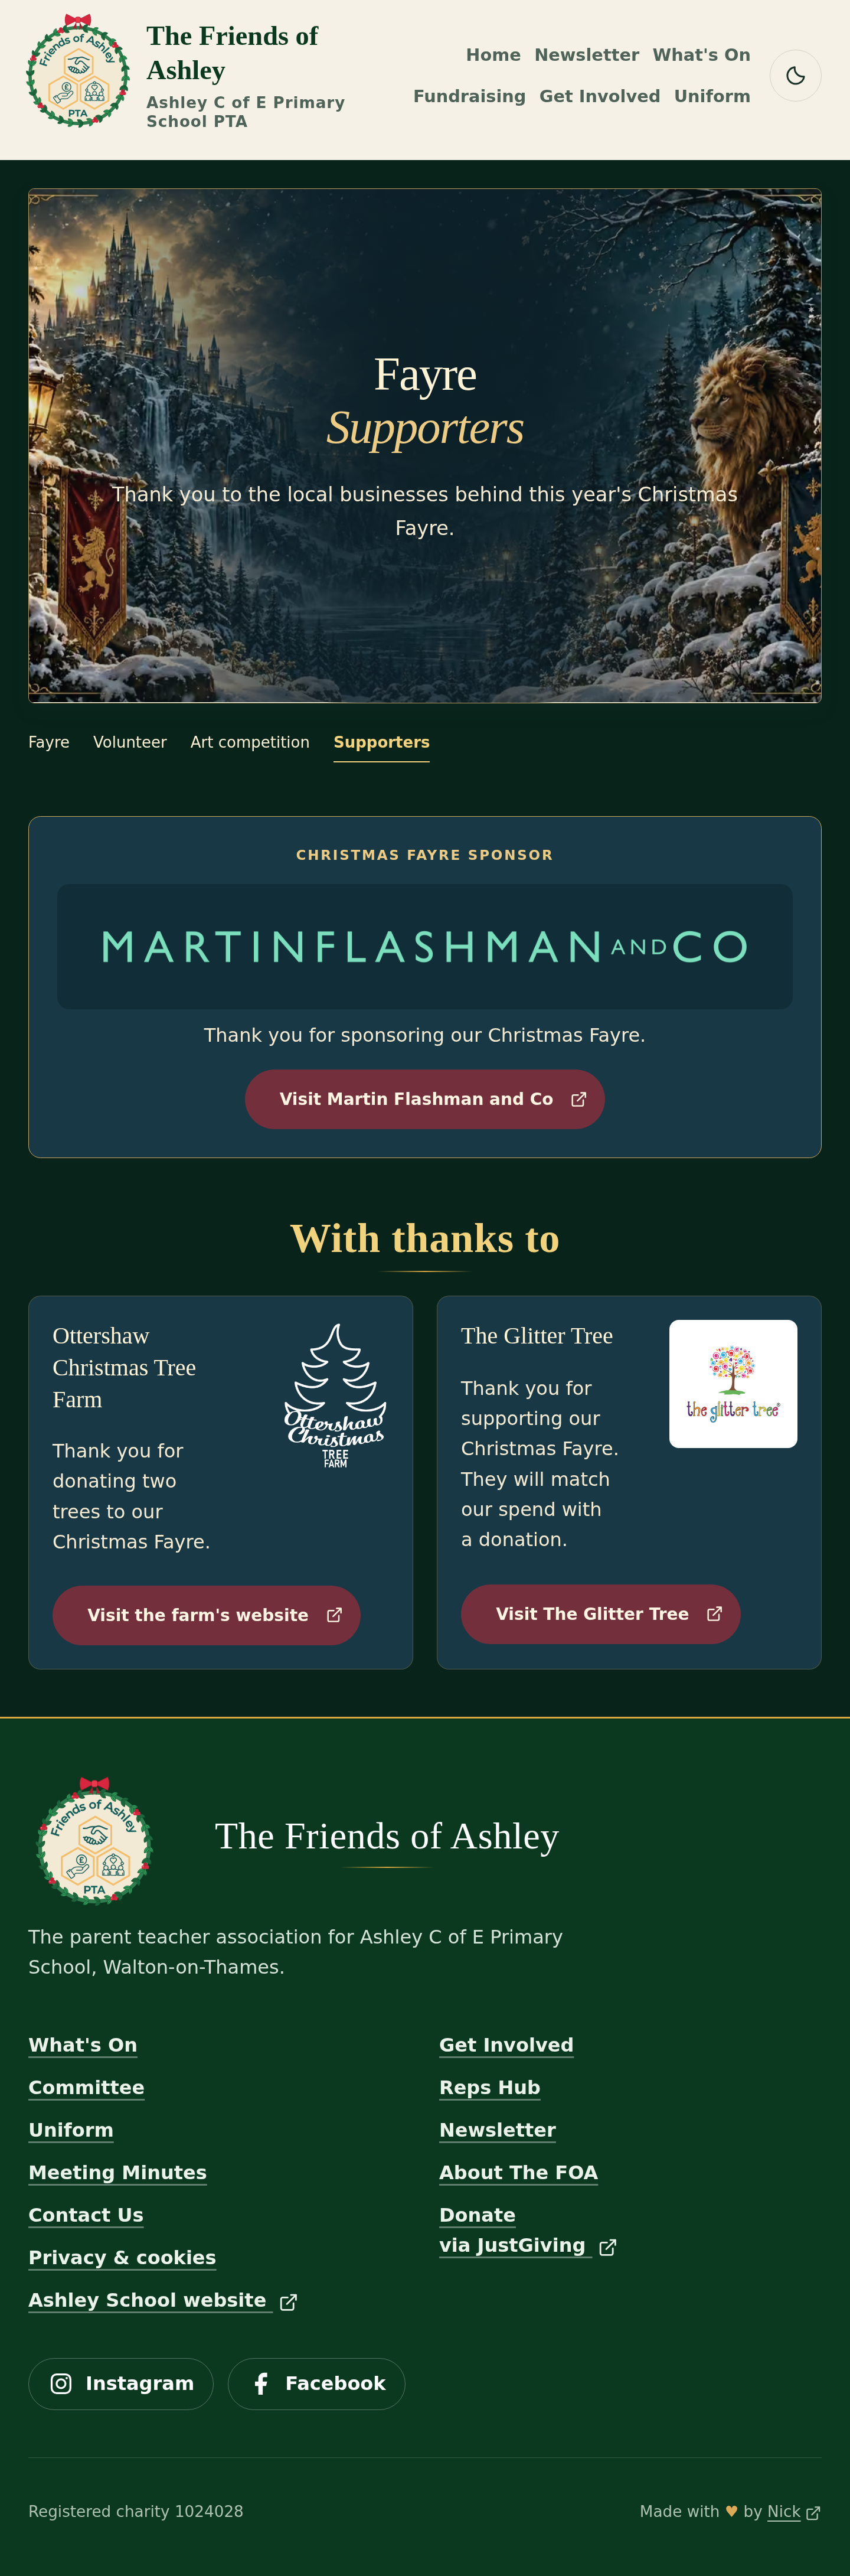 Friends of Ashley
PTA
The Friends of
Ashley
Ashley C of E Primary
School PTA
Home Newsletter What's On
Fundraising Get Involved Uniform
Fayre
Supporters
Thank you to the local businesses behind this year's Christmas
Fayre.
Fayre Volunteer Art competition Supporters
CHRISTMAS FAYRE SPONSOR
MARTINFLASHMANANDCO
Thank you for sponsoring our Christmas Fayre.
Visit Martin Flashman and Co
With thanks to
Ottershaw
Christmas Tree
Farm
Thank you for
donating two
trees to our
Christmas Fayre.
Ottershaw
Christmas
TREE
FARM
Visit the farm's website
The Glitter Tree
Thank you for
supporting our
Christmas Fayre.
They will match
our spend with
a donation.
the glitter tree
Visit The Glitter Tree
Friends of Ashley
£
PTA
The Friends of Ashley
The parent teacher association for Ashley C of E Primary
School, Walton-on-Thames.
What's On
Committee
Uniform
Meeting Minutes
Contact Us
Privacy & cookies
Ashley School website
Get Involved
Reps Hub
Newsletter
About The FOA
Donate
via JustGiving
Instagram
Facebook
Registered charity 1024028
Made with ♥ by Nick